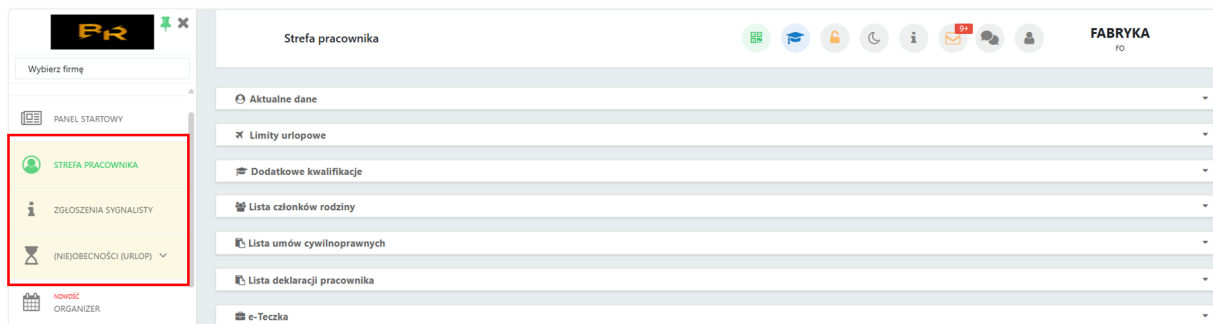 BK
Strefa pracownika
9+
FABRYKA
FO
Wybierz firmę
PANEL STARTOWY
STREFA PRACOWNIKA
ZGŁOSZENIA SYGNALISTY
(NIE)OBECNOŚCI (URLOP)
NOWOŚĆ
ORGANIZER
Aktualne dane
Limity urlopowe
Dodatkowe kwalifikacje
Lista członków rodziny
Lista umów cywilnoprawnych
Lista deklaracji pracownika
e-Teczka